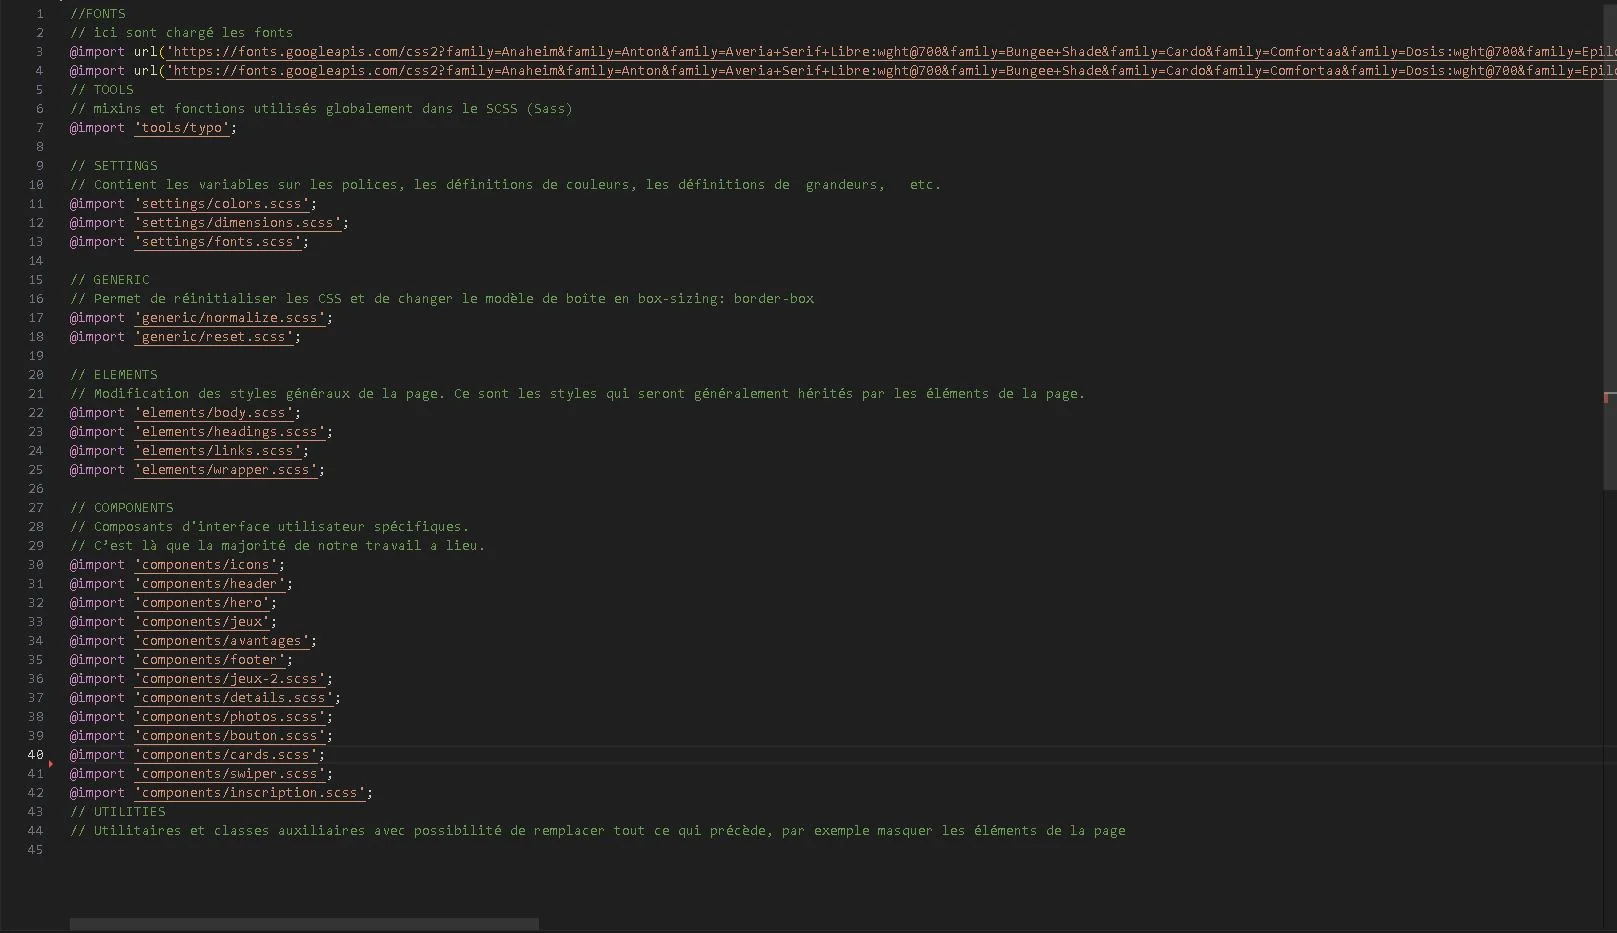 1 //FONTS
2 // ici sont chargé les fonts
3 @import url('https://fonts.googleapis.com/css2?family=Anaheim&family=Anton&family=Averia+Serif+Libre:wght@700&family=Bungee+Shade&family=Cardo&family=Comfortaa&family=Dosis:wght@700&family=Epilo
4 @import url('https://fonts.googleapis.com/css2?family=Anaheim&family=Anton&family=Averia+Serif+Libre:wght@700&family=Bungee+Shade&family=Cardo&family=Comfortaa&family=Dosis:wght@700&family=Epilo
5 // TOOLS
6 // mixins et fonctions utilisés globalement dans le SCSS (Sass)
7 @import 'tools/typo';
8
9 // SETTINGS
10 // Contient les variables sur les polices, les définitions de couleurs, les définitions de  grandeurs,   etc.
11 @import 'settings/colors.scss';
12 @import 'settings/dimensions.scss';
13 @import 'settings/fonts.scss';
14
15 // GENERIC
16 // Permet de réinitialiser les CSS et de changer le modèle de boîte en box-sizing: border-box
17 @import 'generic/normalize.scss';
18 @import 'generic/reset.scss';
19
20 // ELEMENTS
21 // Modification des styles généraux de la page. Ce sont les styles qui seront généralement hérités par les éléments de la page.
22 @import 'elements/body.scss';
23 @import 'elements/headings.scss';
24 @import 'elements/links.scss';
25 @import 'elements/wrapper.scss';
26
27 // COMPONENTS
28 // Composants d'interface utilisateur spécifiques.
29 // C’est là que la majorité de notre travail a lieu.
30 @import 'components/icons';
31 @import 'components/header';
32 @import 'components/hero';
33 @import 'components/jeux';
34 @import 'components/avantages';
35 @import 'components/footer';
36 @import 'components/jeux-2.scss';
37 @import 'components/details.scss';
38 @import 'components/photos.scss';
39 @import 'components/bouton.scss';
40 @import 'components/cards.scss';
41 @import 'components/swiper.scss';
42 @import 'components/inscription.scss';
43 // UTILITIES
44 // Utilitaires et classes auxiliaires avec possibilité de remplacer tout ce qui précède, par exemple masquer les éléments de la page
45